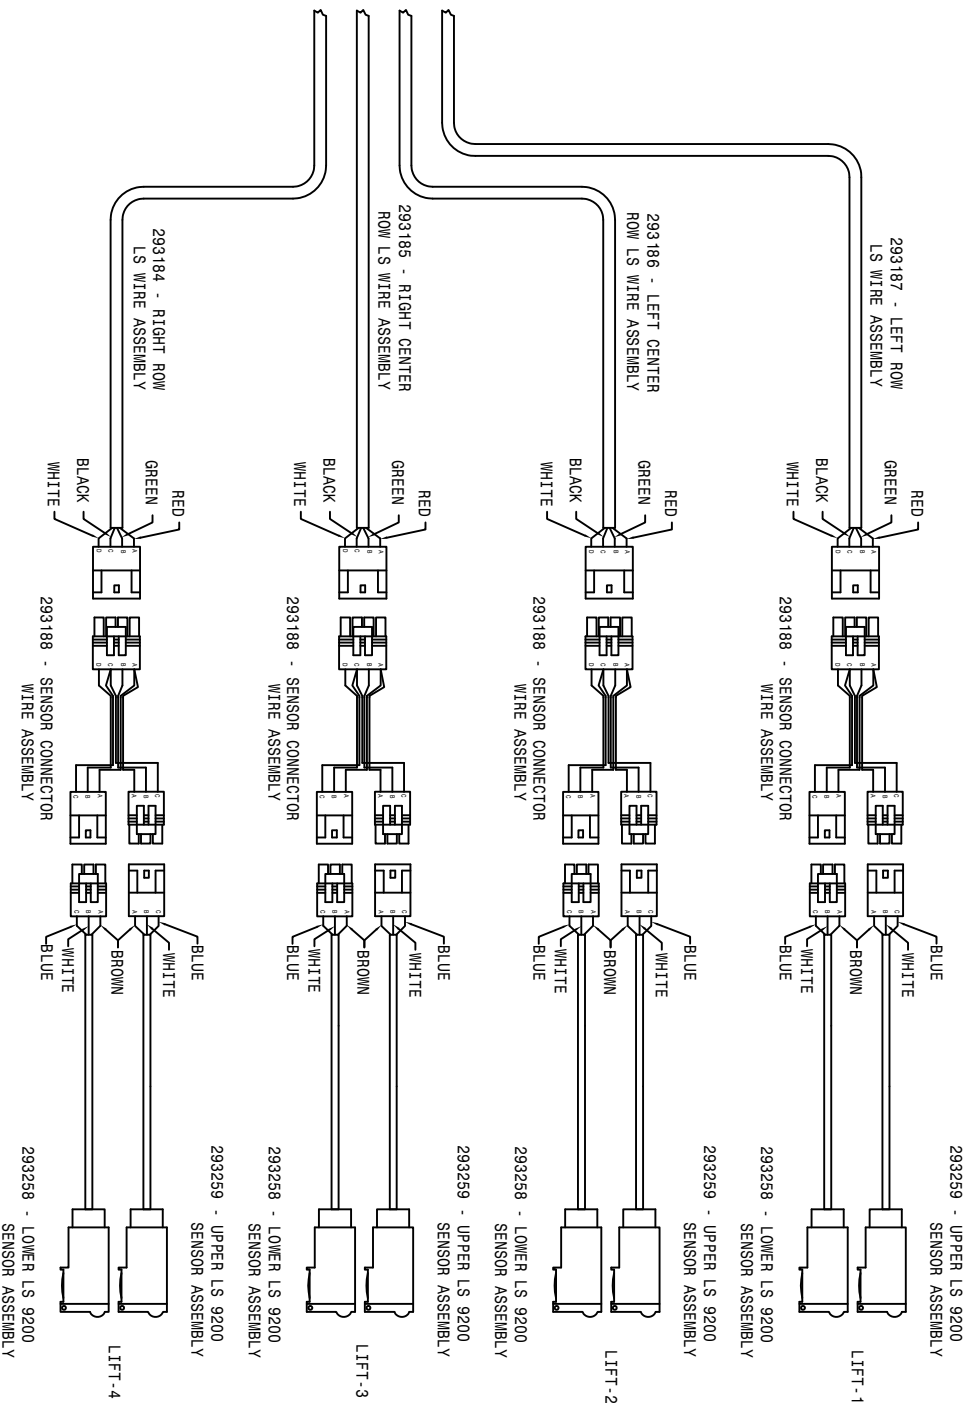 293187 - LEFT ROW
LS WIRE ASSEMBLY
RED
GREEN
BLACK
WHITE
A
B
C
D
A
B
C
D
293188 - SENSOR CONNECTOR
WIRE ASSEMBLY
C
B
A
A
B
C
C
B
A
A
B
C
BLUE
WHITE
BROWN
WHITE
BLUE
293259 - UPPER LS 9200
SENSOR ASSEMBLY
LIFT-1
293258 - LOWER LS 9200
SENSOR ASSEMBLY
293186 - LEFT CENTER
ROW LS WIRE ASSEMBLY
RED
GREEN
BLACK
WHITE
A
B
C
D
A
B
C
D
293188 - SENSOR CONNECTOR
WIRE ASSEMBLY
C
B
A
A
B
C
C
B
A
A
B
C
BLUE
WHITE
BROWN
WHITE
BLUE
293259 - UPPER LS 9200
SENSOR ASSEMBLY
LIFT-2
293258 - LOWER LS 9200
SENSOR ASSEMBLY
293185 - RIGHT CENTER
ROW LS WIRE ASSEMBLY
RED
GREEN
BLACK
WHITE
A
B
C
D
A
B
C
D
293188 - SENSOR CONNECTOR
WIRE ASSEMBLY
C
B
A
A
B
C
C
B
A
A
B
C
BLUE
WHITE
BROWN
WHITE
BLUE
293259 - UPPER LS 9200
SENSOR ASSEMBLY
LIFT-3
293258 - LOWER LS 9200
SENSOR ASSEMBLY
293184 - RIGHT ROW
LS WIRE ASSEMBLY
RED
GREEN
BLACK
WHITE
A
B
C
D
A
B
C
D
293188 - SENSOR CONNECTOR
WIRE ASSEMBLY
C
B
A
A
B
C
C
B
A
A
B
C
BLUE
WHITE
BROWN
WHITE
BLUE
293259 - UPPER LS 9200
SENSOR ASSEMBLY
LIFT-4
293258 - LOWER LS 9200
SENSOR ASSEMBLY